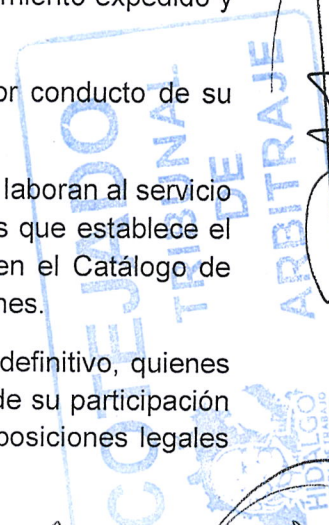 miento expedido y
or conducto de su
laboran al servicio
s que establece el
en el Catálogo de
nes.
definitivo, quienes
de su participación
posiciones legales
COTEJADO
TRIBUNAL
DE
ARBITRAJE
HIDALGO